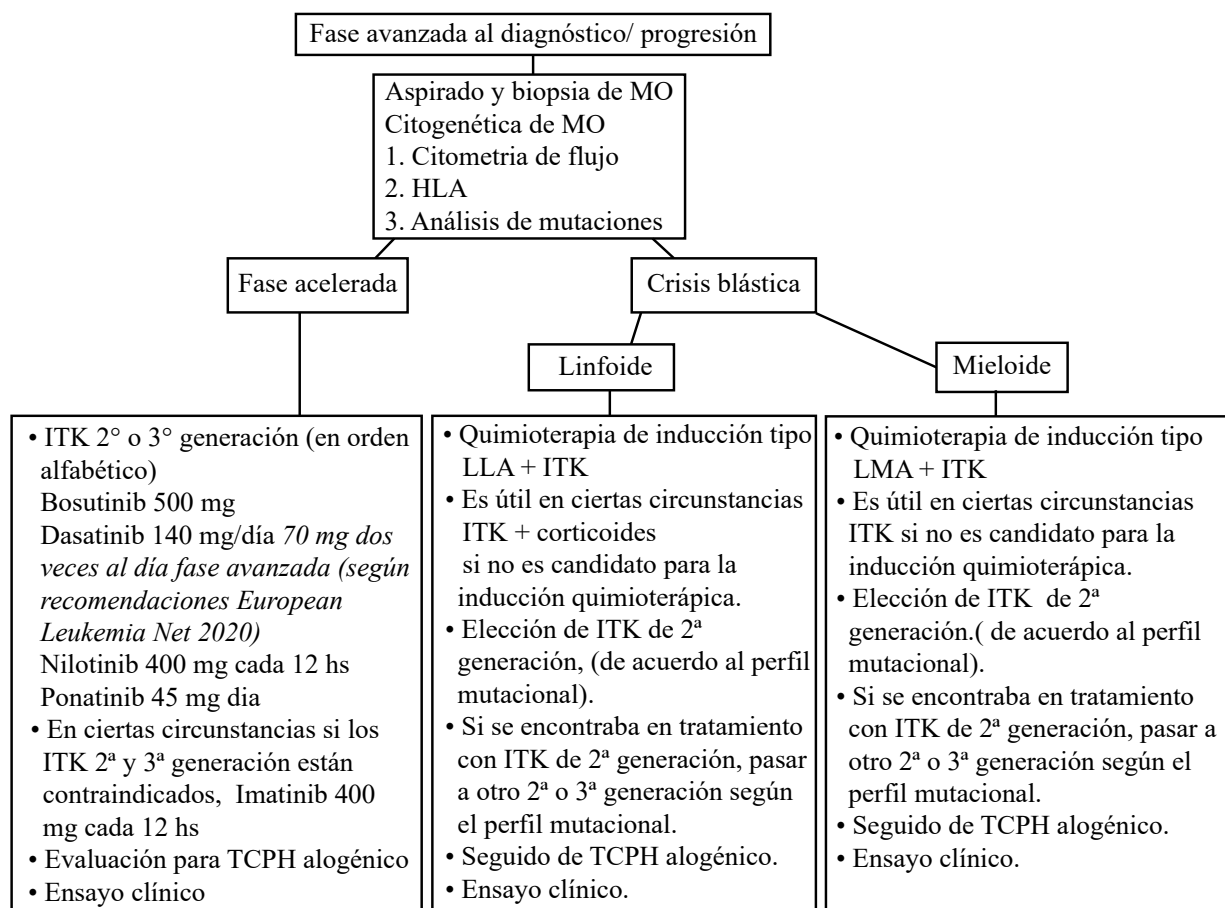 Fase avanzada al diagnóstico/ progresión
Aspirado y biopsia de MO
Citogenética de MO
1. Citometria de flujo
2. HLA
3. Análisis de mutaciones
Fase acelerada
Crisis blástica
Linfoide
Mieloide
• ITK 2° o 3° generación (en orden
alfabético)
Bosutinib 500 mg
Dasatinib 140 mg/día 70 mg dos
veces al día fase avanzada (según
recomendaciones European
Leukemia Net 2020)
Nilotinib 400 mg cada 12 hs
Ponatinib 45 mg dia
• En ciertas circunstancias si los
ITK 2ª y 3ª generación están
contraindicados, Imatinib 400
mg cada 12 hs
• Evaluación para TCPH alogénico
• Ensayo clínico
• Quimioterapia de inducción tipo
LLA + ITK
• Es útil en ciertas circunstancias
ITK + corticoides
si no es candidato para la
inducción quimioterápica.
• Elección de ITK de 2ª
generación, (de acuerdo al perfil
mutacional).
• Si se encontraba en tratamiento
con ITK de 2ª generación, pasar
a otro 2ª o 3ª generación según
el perfil mutacional.
• Seguido de TCPH alogénico.
• Ensayo clínico.
• Quimioterapia de inducción tipo
LMA + ITK
• Es útil en ciertas circunstancias
ITK si no es candidato para la
inducción quimioterápica.
• Elección de ITK de 2ª
generación.( de acuerdo al perfil
mutacional).
• Si se encontraba en tratamiento
con ITK de 2ª generación, pasar a
otro 2ª o 3ª generación según el
perfil mutacional.
• Seguido de TCPH alogénico.
• Ensayo clínico.